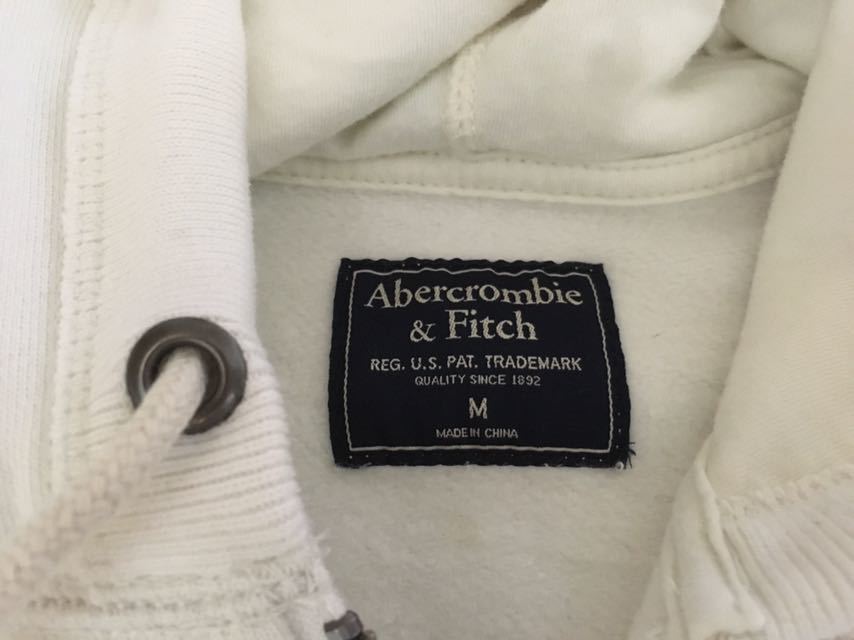 Abercrombie
& Fitch
REG. U.S. PAT. TRADEMARK
QUALITY SINCE 1892
M
MADE IN CHINA